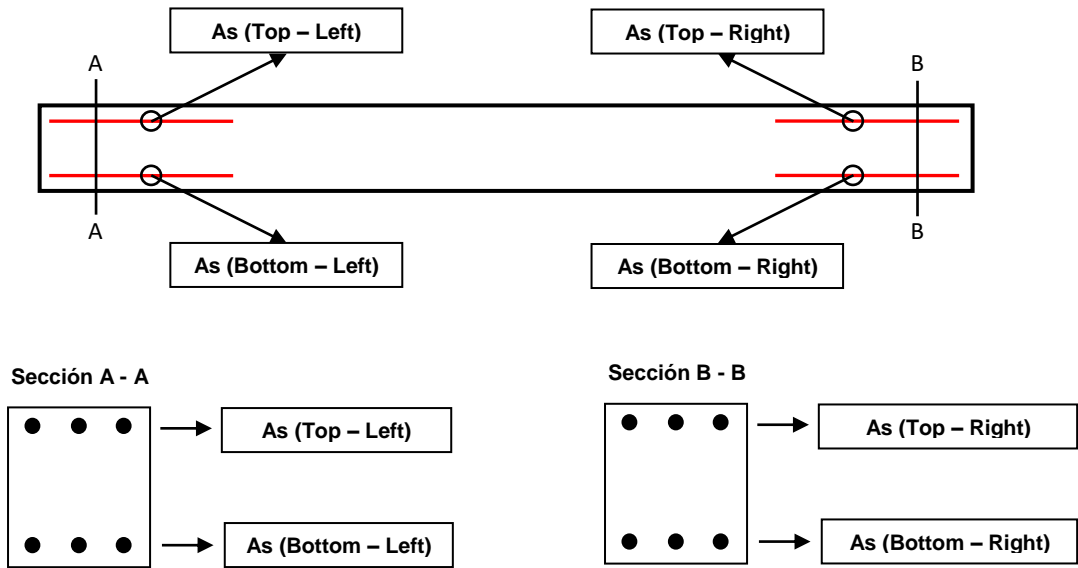 As (Top – Left)
As (Top – Right)
A
B
A
B
As (Bottom – Left)
As (Bottom – Right)
Sección A - A
Sección B - B
As (Top – Left)
As (Top – Right)
As (Bottom – Left)
As (Bottom – Right)